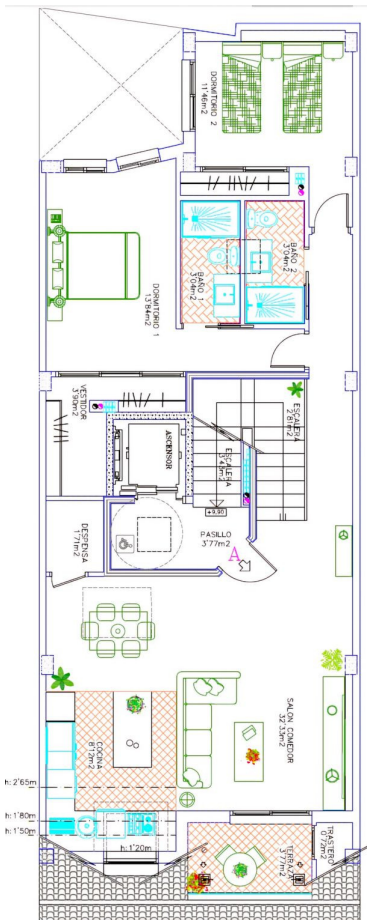 DORMITORIO 2
11'46m2
BAÑO 2
3'04m2
BAÑO 1
3'04m2
DORMITORIO 1
13'84m2
VESTIDOR
3'90m2
ASCENSOR
ESCALERA
2'81m2
ESCALERA
3'43m2
+9,90
PASILLO
3'77m2
A
DESPENSA
1'71m2
SALON COMEDOR
32'33m2
COCINA
8'12m2
h: 2'65m
h: 1'80m
h: 1'50m
h: 1'20m
TERRAZA
3'77m2
TRASTERO
0'72m2